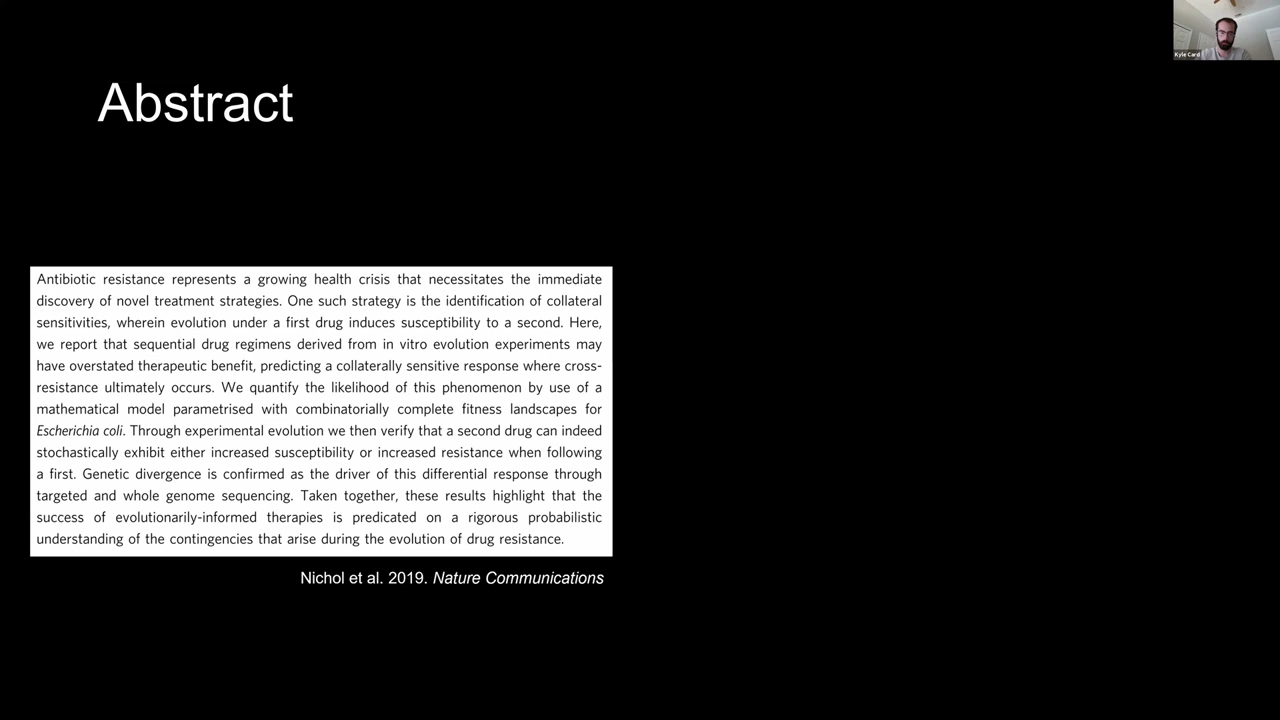 Kyle Card
Abstract
Antibiotic resistance represents a growing health crisis that necessitates the immediate
discovery of novel treatment strategies. One such strategy is the identification of collateral
sensitivities, wherein evolution under a first drug induces susceptibility to a second. Here,
we report that sequential drug regimens derived from in vitro evolution experiments may
have overstated therapeutic benefit, predicting a collaterally sensitive response where cross-
resistance ultimately occurs. We quantify the likelihood of this phenomenon by use of a
mathematical model parametrised with combinatorially complete fitness landscapes for
Escherichia coli. Through experimental evolution we then verify that a second drug can indeed
stochastically exhibit either increased susceptibility or increased resistance when following
a first. Genetic divergence is confirmed as the driver of this differential response through
targeted and whole genome sequencing. Taken together, these results highlight that the
success of evolutionarily-informed therapies is predicated on a rigorous probabilistic
understanding of the contingencies that arise during the evolution of drug resistance.
Nichol et al. 2019. Nature Communications